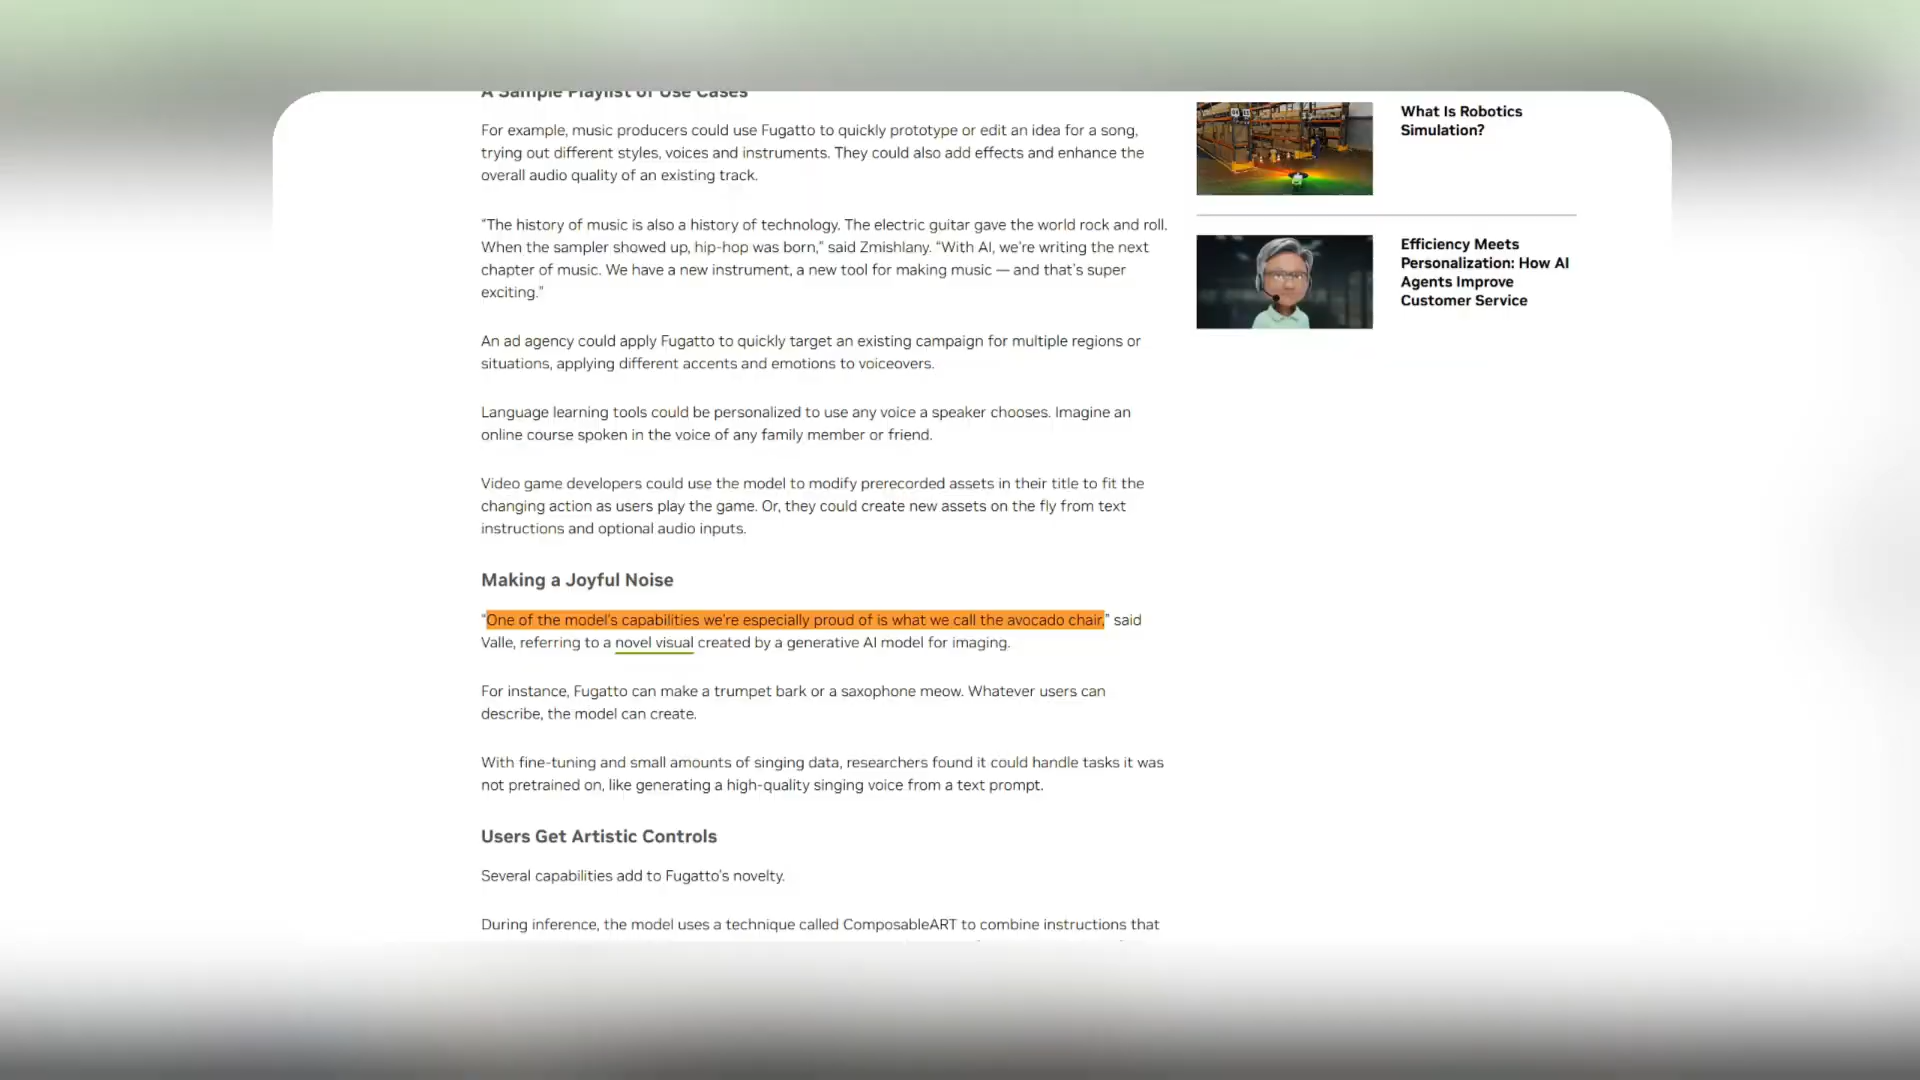 A Sample Playlist of Use Cases
For example, music producers could use Fugatto to quickly prototype or edit an idea for a song,
trying out different styles, voices and instruments. They could also add effects and enhance the
overall audio quality of an existing track.
“The history of music is also a history of technology. The electric guitar gave the world rock and roll.
When the sampler showed up, hip-hop was born,” said Zmishlany. “With AI, we’re writing the next
chapter of music. We have a new instrument, a new tool for making music — and that’s super
exciting.”
An ad agency could apply Fugatto to quickly target an existing campaign for multiple regions or
situations, applying different accents and emotions to voiceovers.
Language learning tools could be personalized to use any voice a speaker chooses. Imagine an
online course spoken in the voice of any family member or friend.
Video game developers could use the model to modify prerecorded assets in their title to fit the
changing action as users play the game. Or, they could create new assets on the fly from text
instructions and optional audio inputs.
Making a Joyful Noise
“One of the model’s capabilities we’re especially proud of is what we call the avocado chair,” said
Valle, referring to a novel visual created by a generative AI model for imaging.
For instance, Fugatto can make a trumpet bark or a saxophone meow. Whatever users can
describe, the model can create.
With fine-tuning and small amounts of singing data, researchers found it could handle tasks it was
not pretrained on, like generating a high-quality singing voice from a text prompt.
Users Get Artistic Controls
Several capabilities add to Fugatto’s novelty.
During inference, the model uses a technique called ComposableART to combine instructions that
What Is Robotics
Simulation?
Efficiency Meets
Personalization: How AI
Agents Improve
Customer Service